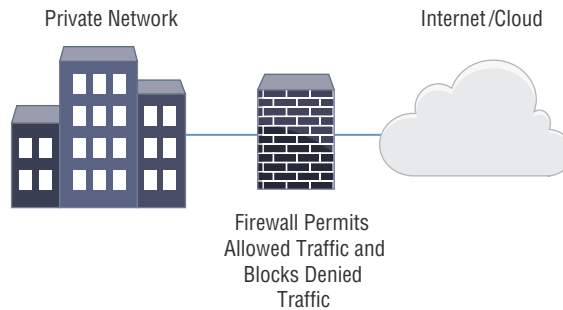 Private Network
Internet/Cloud
Firewall Permits
Allowed Traffic and
Blocks Denied
Traffic